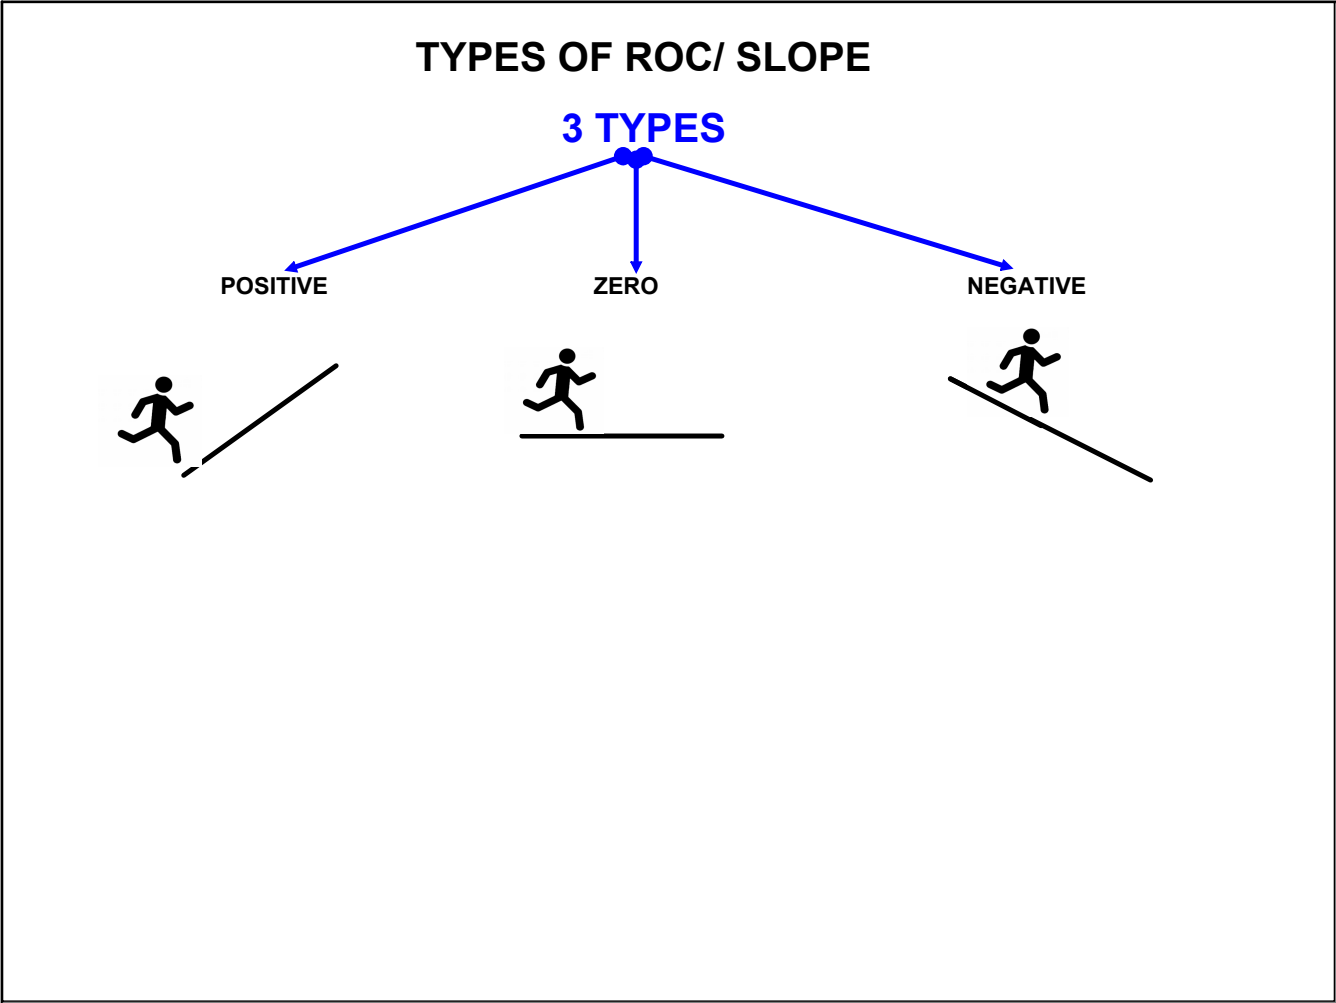 TYPES OF ROC/ SLOPE
3 TYPES
POSITIVE
ZERO
NEGATIVE